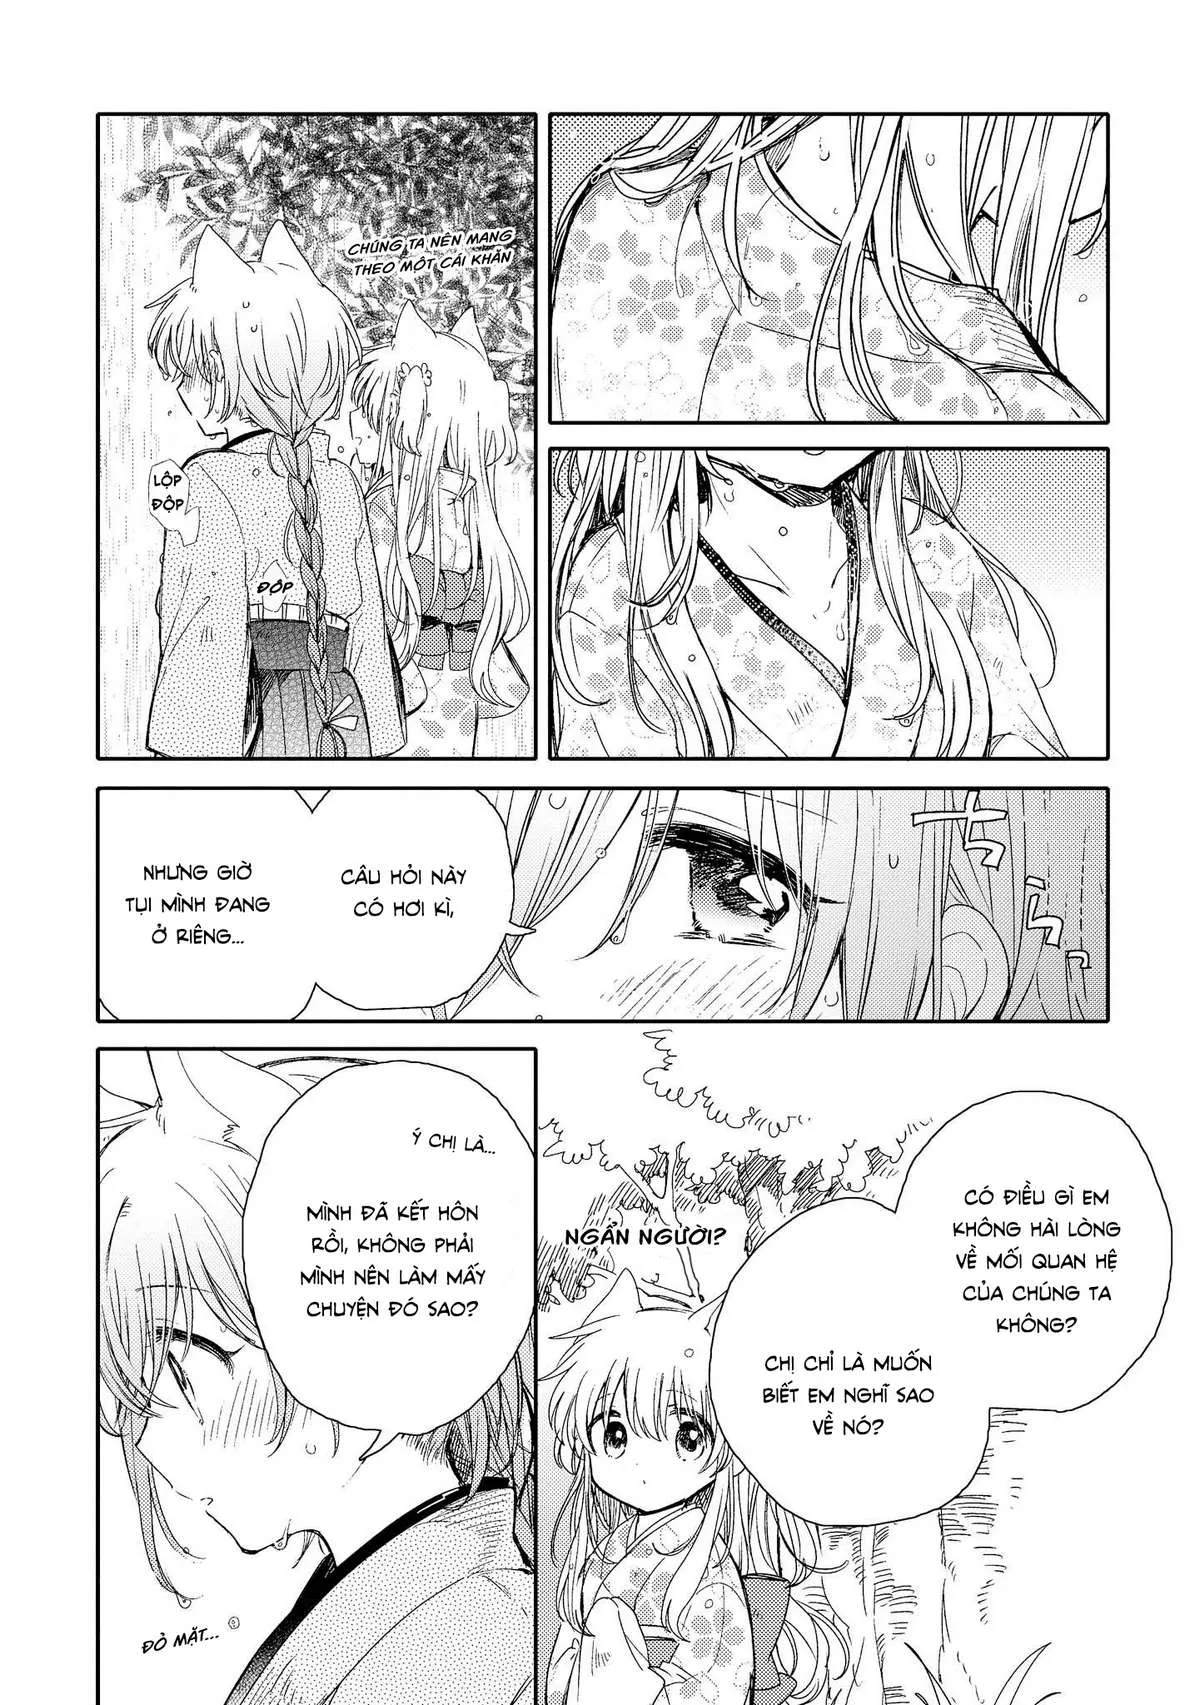 CHÚNG TA NÊN MANG
THEO MỘT CÁI KHĂN
LỘP
ĐỘP
ĐỘP
CÂU HỎI NÀY
CÓ HƠI KÌ,
NHƯNG GIỜ
TỤI MÌNH ĐANG
Ở RIÊNG...
CÓ ĐIỀU GÌ EM
KHÔNG HÀI LÒNG
VỀ MỐI QUAN HỆ
CỦA CHÚNG TA
KHÔNG?
CHỊ CHỈ LÀ MUỐN
BIẾT EM NGHĨ SAO
VỀ NÓ?
NGẨN NGƯỜI?
Ý CHỊ LÀ...
MÌNH ĐÃ KẾT HÔN
RỒI, KHÔNG PHẢI
MÌNH NÊN LÀM MẤY
CHUYỆN ĐÓ SAO?
ĐỎ MẶT...